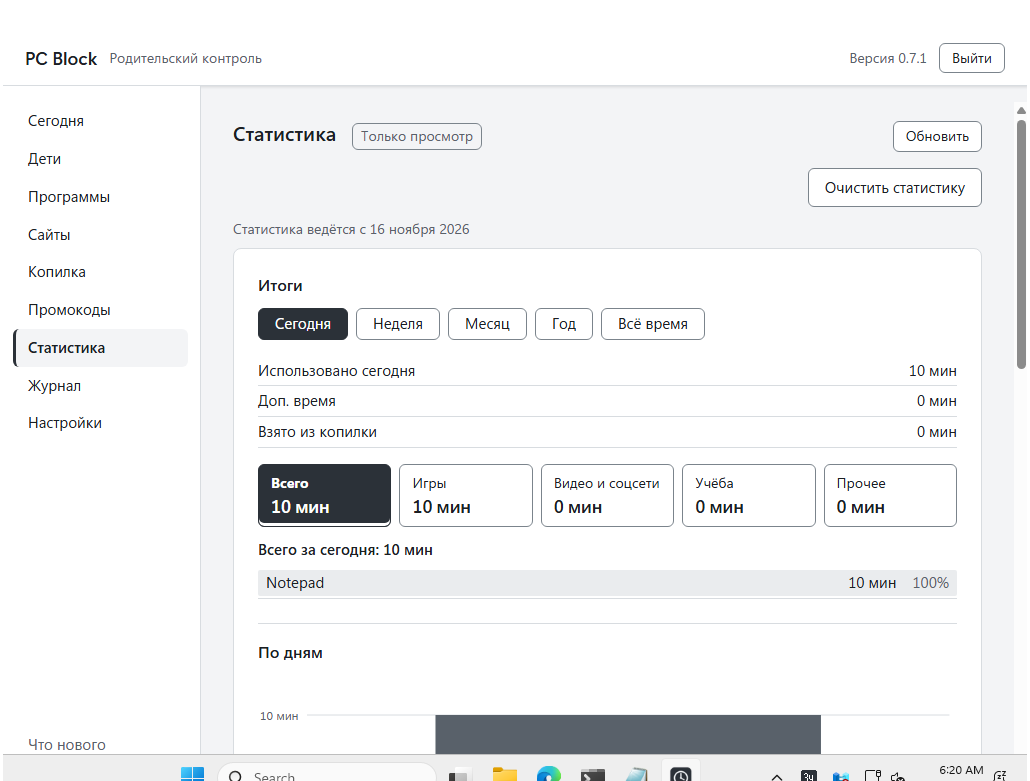 PC Block Родительский контроль Версия 0.7.1 Выйти
Сегодня
Дети
Программы
Сайты
Копилка
Промокоды
Статистика
Журнал
Настройки
Что нового
Статистика Только просмотр Обновить
Очистить статистику
Статистика ведётся с 16 ноября 2026
Итоги
Сегодня Неделя Месяц Год Всё время
Использовано сегодня 10 мин
Доп. время 0 мин
Взято из копилки 0 мин
Всего Игры Видео и соцсети Учёба Прочее
10 мин 10 мин 0 мин 0 мин 0 мин
Всего за сегодня: 10 мин
Notepad 10 мин 100%
По дням
10 мин
Search 6:20 AM